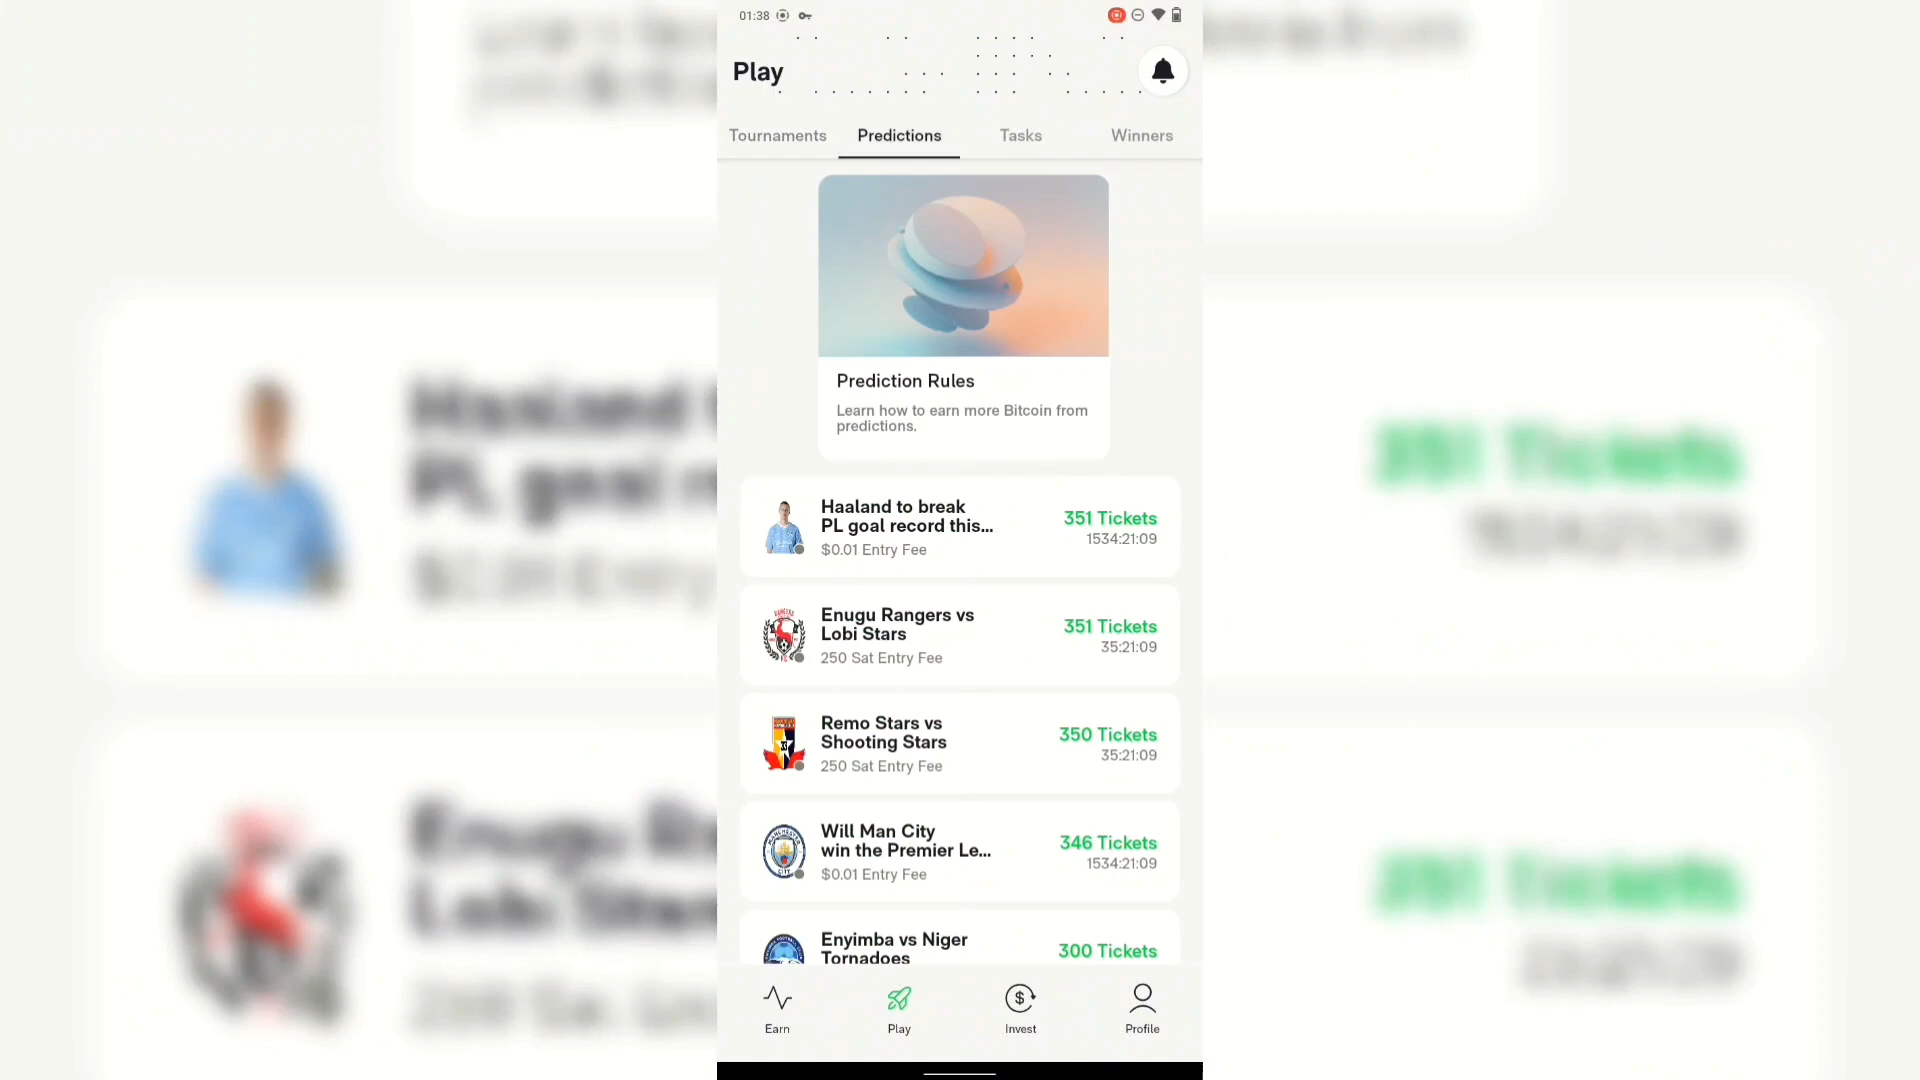 01:38
Play
Tournaments
Predictions
Tasks
Winners
Prediction Rules
Learn how to earn more Bitcoin from
predictions.
Haaland to break
PL goal record this...
$0.01 Entry Fee
351 Tickets
1534:21:09
Enugu Rangers vs
Lobi Stars
250 Sat Entry Fee
351 Tickets
35:21:09
Remo Stars vs
Shooting Stars
250 Sat Entry Fee
350 Tickets
35:21:09
Will Man City
win the Premier Le...
$0.01 Entry Fee
346 Tickets
1534:21:09
Enyimba vs Niger
Tornadoes
300 Tickets
Earn
Play
Invest
Profile